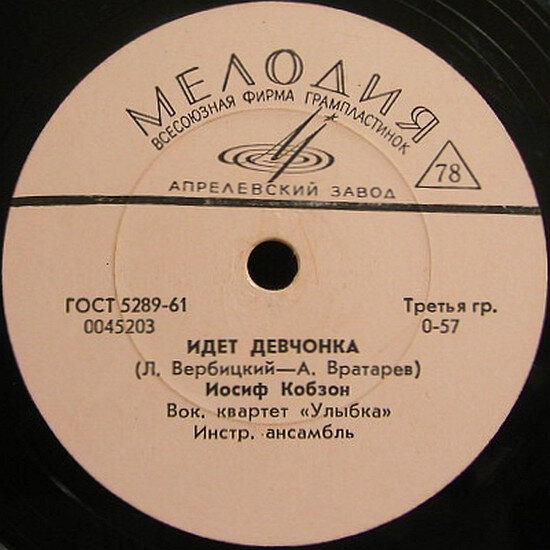 МЕЛОДИЯ
ВСЕСОЮЗНАЯ ФИРМА ГРАМПЛАСТИНОК
АПРЕЛЕВСКИЙ ЗАВОД
78
ГОСТ 5289-61
0045203
Третья гр.
0-57
ИДЕТ ДЕВЧОНКА
(Л. Вербицкий—А. Вратарев)
Иосиф Кобзон
Вок. квартет «Улыбка»
Инстр. ансамбль